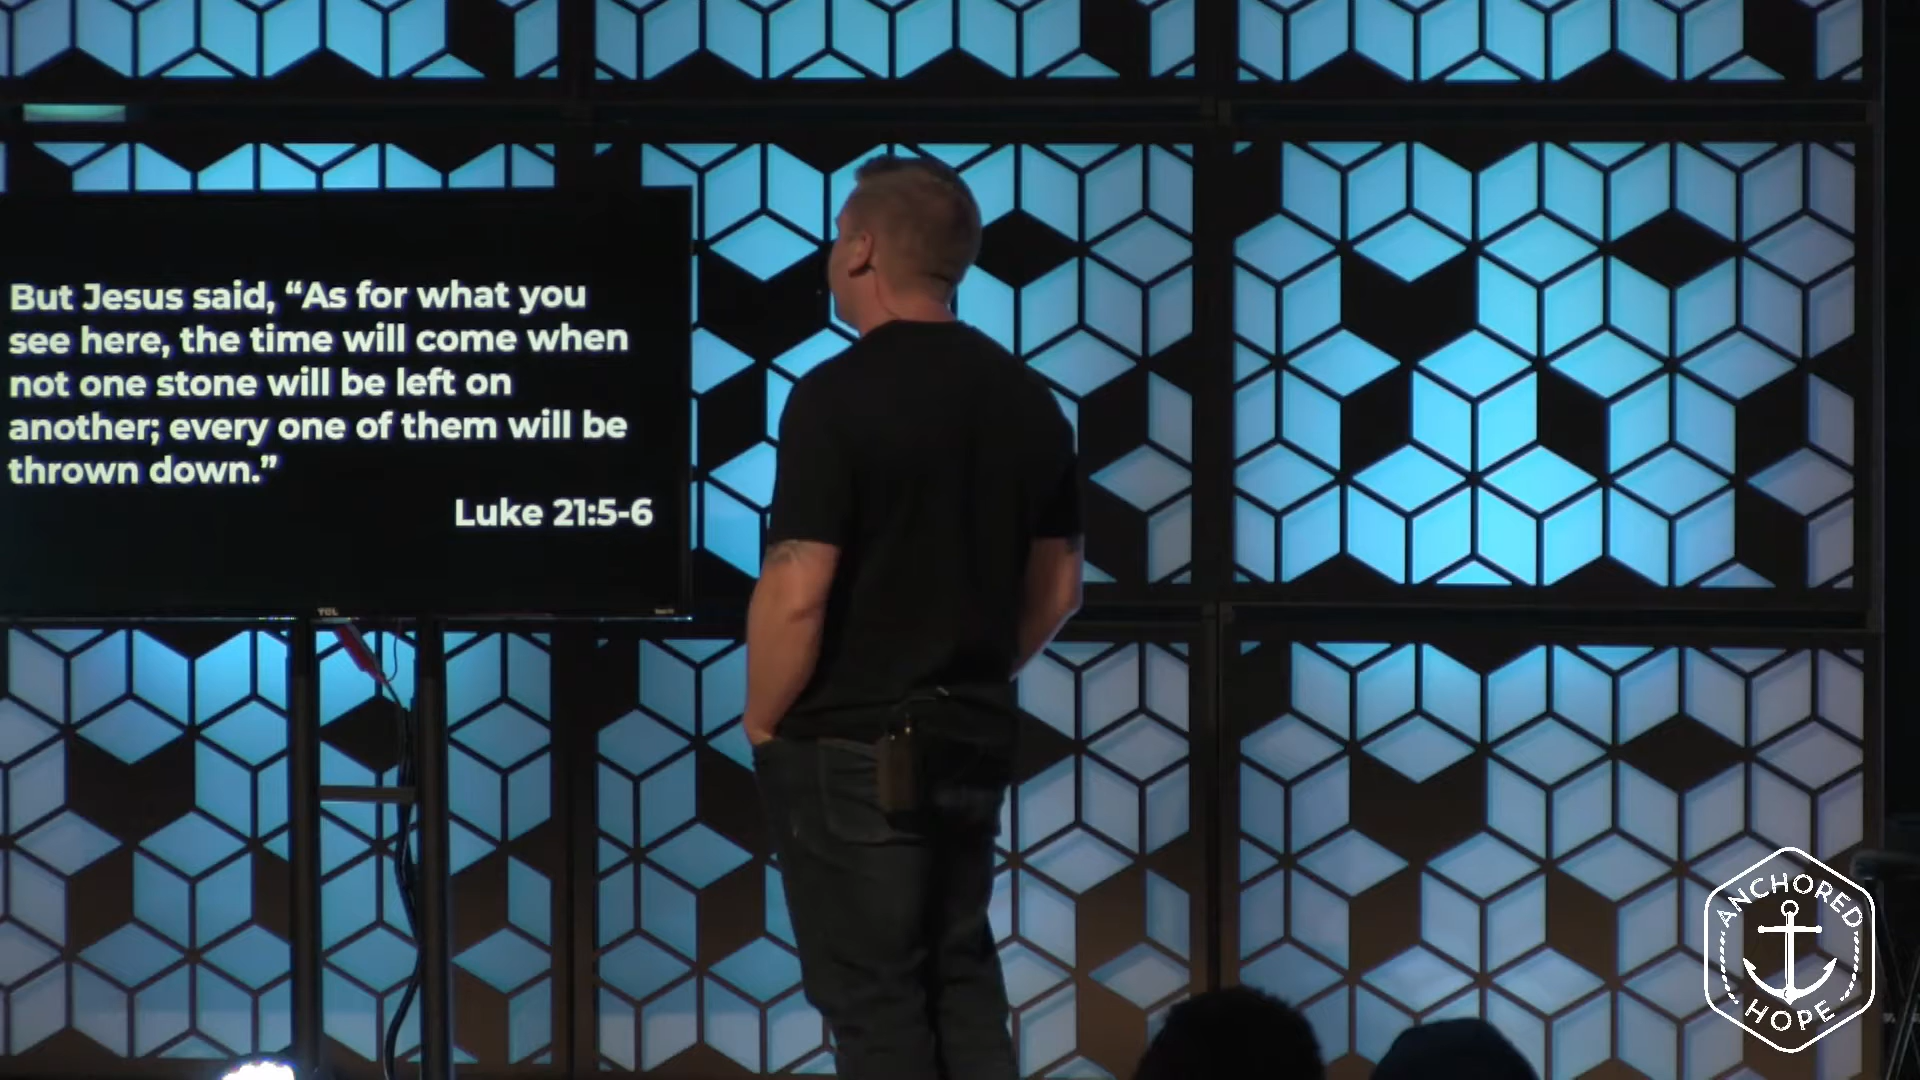 But Jesus said, “As for what you
see here, the time will come when
not one stone will be left on
another; every one of them will be
thrown down.”
Luke 21:5-6
TCL
ANCHORED
HOPE